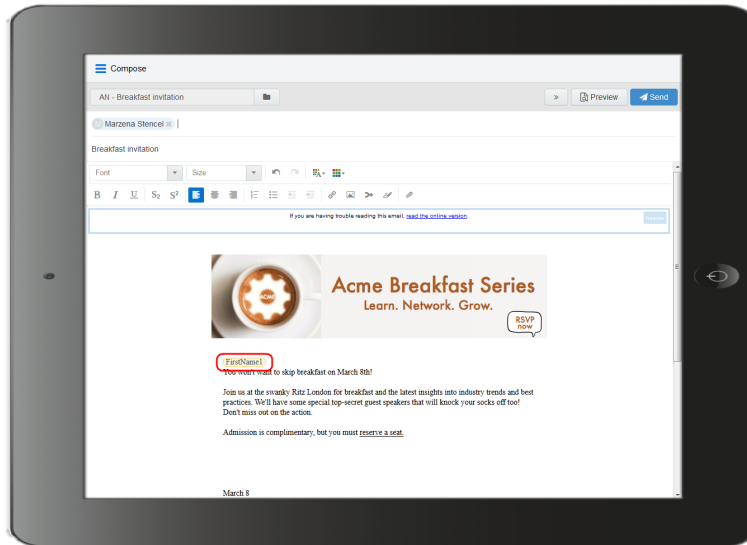 Compose
AN - Breakfast invitation
» Preview Send
Marzena Stencel
Breakfast invitation
Font Size
B I U S2 S²
If you are having trouble reading this email, read the online version.
ACME
Acme Breakfast Series
Learn. Network. Grow.
RSVP
now
FirstName1
You won't want to skip breakfast on March 8th!
Join us at the swanky Ritz London for breakfast and the latest insights into industry trends and best
practices. We'll have some special top-secret guest speakers that will knock your socks off too!
Don't miss out on the action.
Admission is complimentary, but you must reserve a seat.
March 8